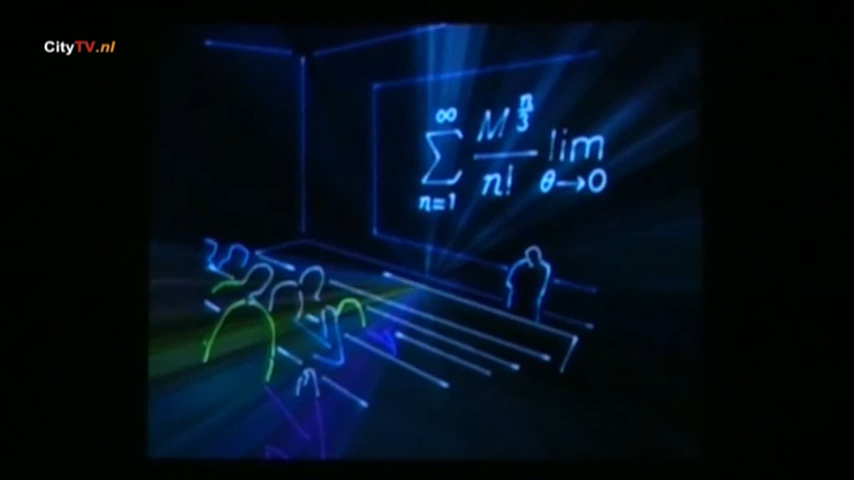 CityTV.nl
∞
∑ M^(n/3) / n! lim
n=1 θ→0